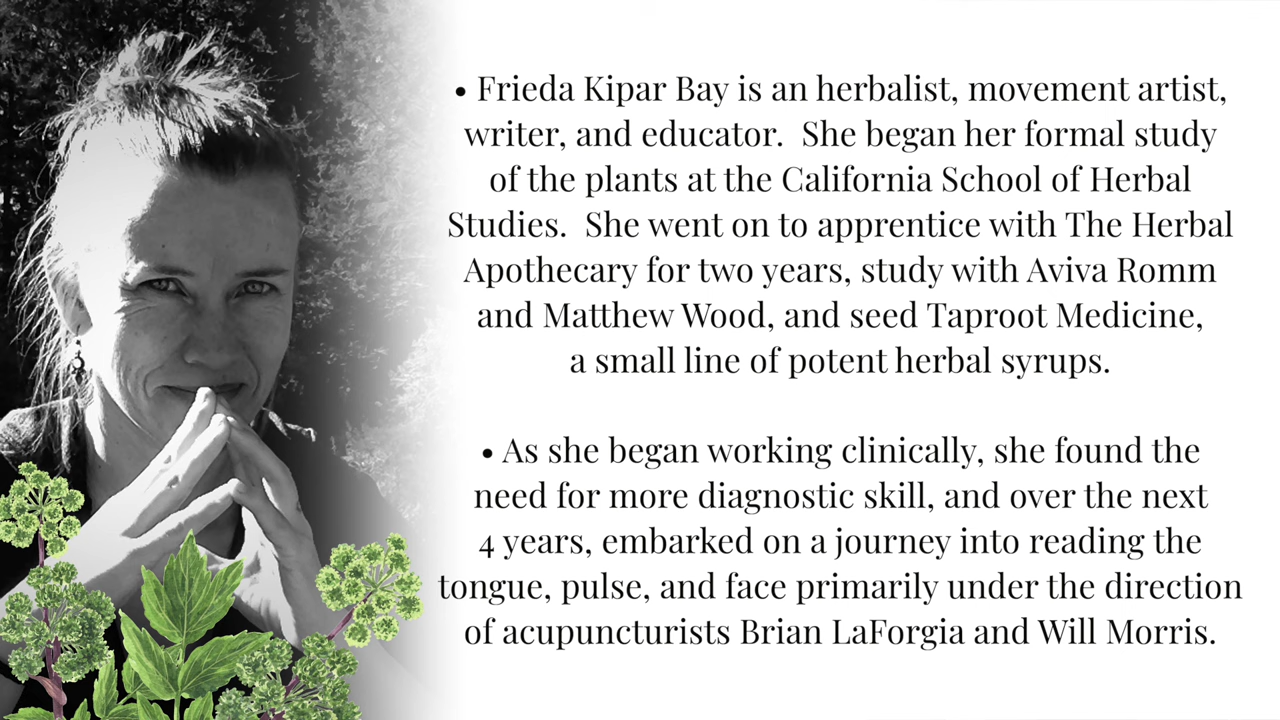 • Frieda Kipar Bay is an herbalist, movement artist,
writer, and educator.  She began her formal study
of the plants at the California School of Herbal
Studies.  She went on to apprentice with The Herbal
Apothecary for two years, study with Aviva Romm
and Matthew Wood, and seed Taproot Medicine,
a small line of potent herbal syrups.
• As she began working clinically, she found the
need for more diagnostic skill, and over the next
4 years, embarked on a journey into reading the
tongue, pulse, and face primarily under the direction
of acupuncturists Brian LaForgia and Will Morris.